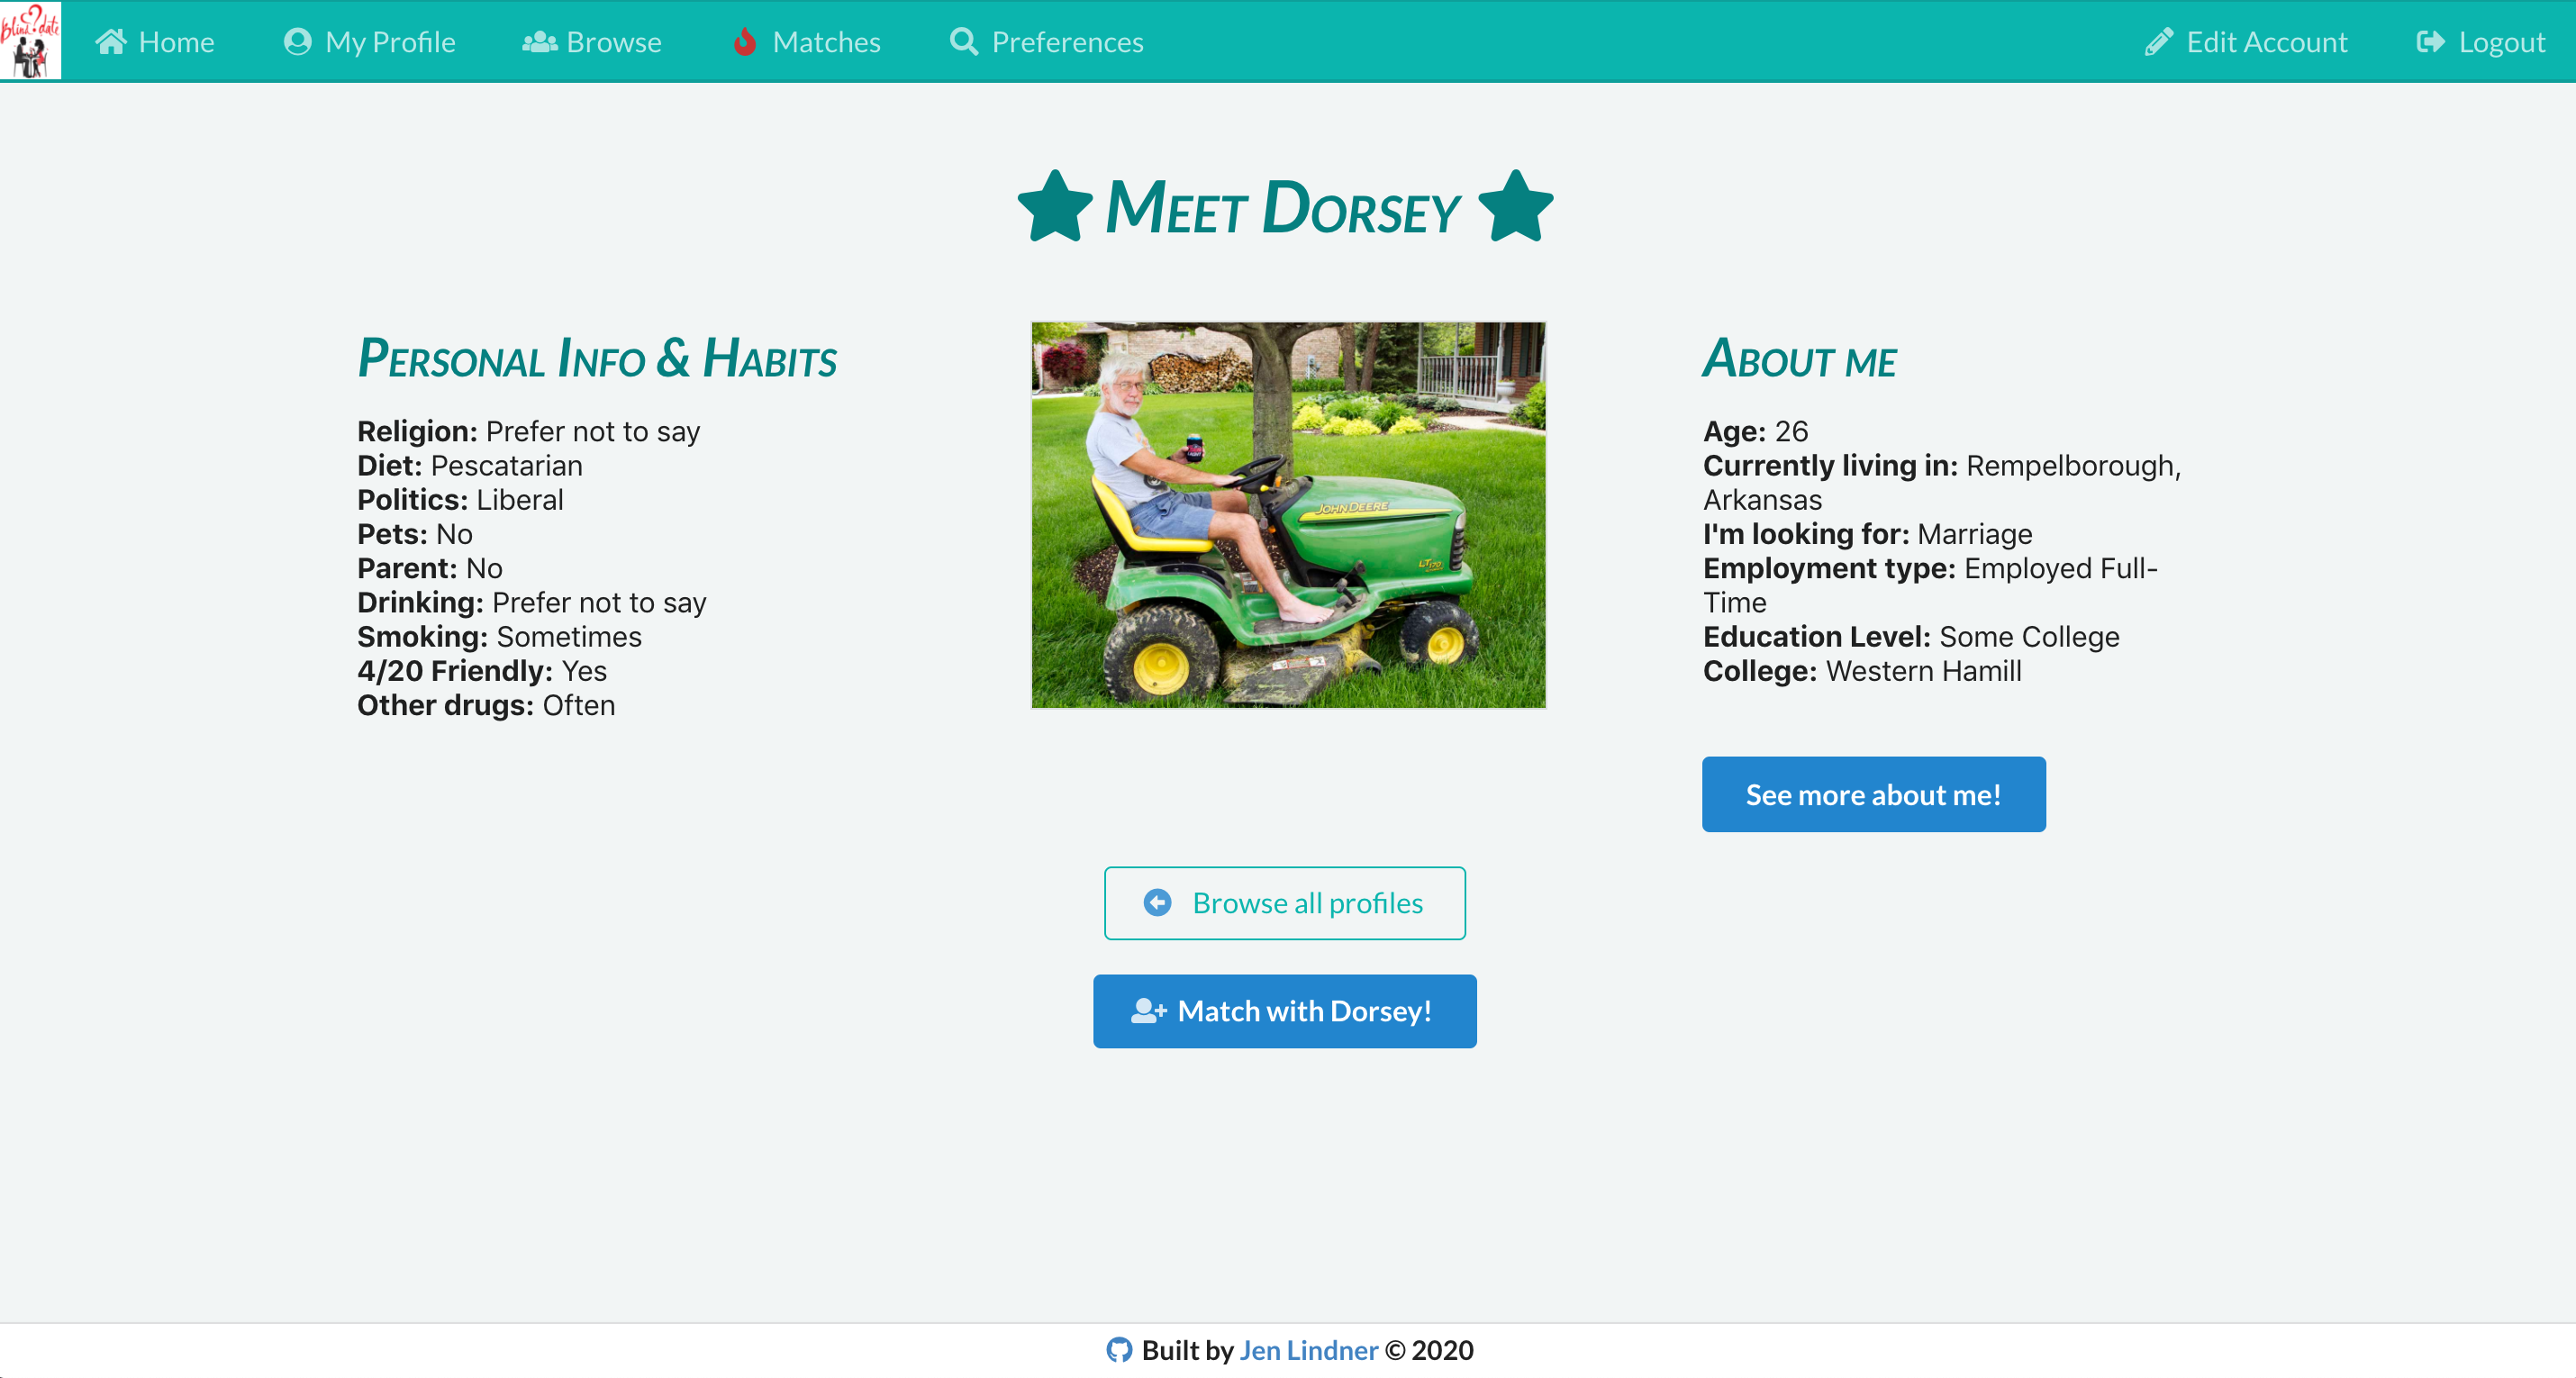 blind? date
Home
My Profile
Browse
Matches
Preferences
Edit Account
Logout
Meet Dorsey
Personal Info & Habits
Religion: Prefer not to say
Diet: Pescatarian
Politics: Liberal
Pets: No
Parent: No
Drinking: Prefer not to say
Smoking: Sometimes
4/20 Friendly: Yes
Other drugs: Often
JOHN DEERE
LT170
About me
Age: 26
Currently living in: Rempelborough,
Arkansas
I'm looking for: Marriage
Employment type: Employed Full-
Time
Education Level: Some College
College: Western Hamill
See more about me!
Browse all profiles
Match with Dorsey!
Built by Jen Lindner © 2020